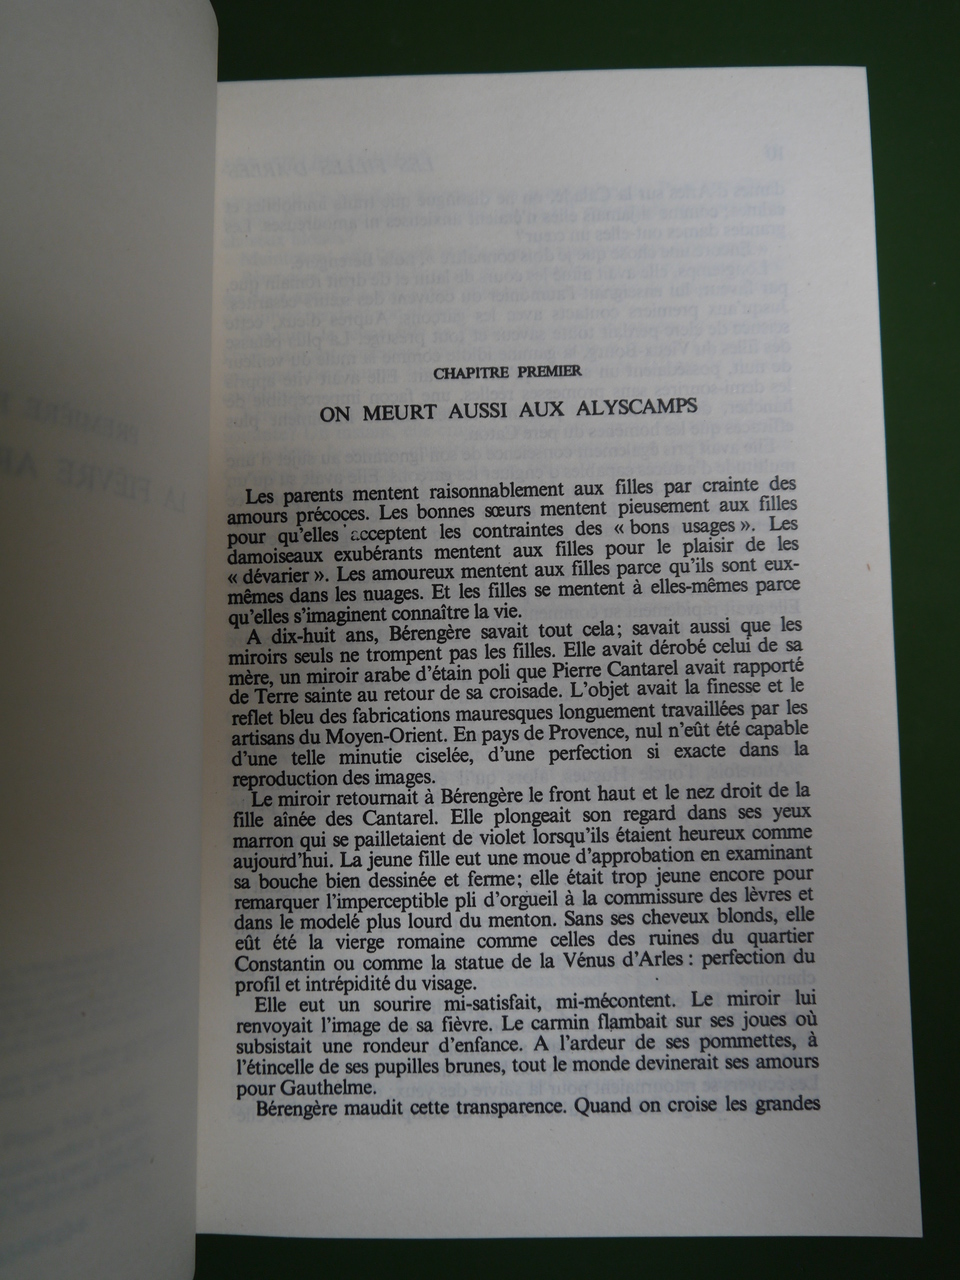 CHAPITRE PREMIER
ON MEURT AUSSI AUX ALYSCAMPS
Les parents mentent raisonnablement aux filles par crainte des
amours précoces. Les bonnes sœurs mentent pieusement aux filles
pour qu'elles acceptent les contraintes des « bons usages ». Les
damoiseaux exubérants mentent aux filles pour le plaisir de les
« dévarier ». Les amoureux mentent aux filles parce qu'ils sont eux-
mêmes dans les nuages. Et les filles se mentent à elles-mêmes parce
qu'elles s'imaginent connaître la vie.
A dix-huit ans, Bérengère savait tout cela ; savait aussi que les
miroirs seuls ne trompent pas les filles. Elle avait dérobé celui de sa
mère, un miroir arabe d'étain poli que Pierre Cantarel avait rapporté
de Terre sainte au retour de sa croisade. L'objet avait la finesse et le
reflet bleu des fabrications mauresques longuement travaillées par les
artisans du Moyen-Orient. En pays de Provence, nul n'eût été capable
d'une telle minutie ciselée, d'une perfection si exacte dans la
reproduction des images.
Le miroir retournait à Bérengère le front haut et le nez droit de la
fille aînée des Cantarel. Elle plongeait son regard dans ses yeux
marron qui se pailletaient de violet lorsqu'ils étaient heureux comme
aujourd'hui. La jeune fille eut une moue d'approbation en examinant
sa bouche bien dessinée et ferme ; elle était trop jeune encore pour
remarquer l'imperceptible pli d'orgueil à la commissure des lèvres et
dans le modelé plus lourd du menton. Sans ses cheveux blonds, elle
eût été la vierge romaine comme celles des ruines du quartier
Constantin ou comme la statue de la Vénus d'Arles : perfection du
profil et intrépidité du visage.
Elle eut un sourire mi-satisfait, mi-mécontent. Le miroir lui
renvoyait l'image de sa fièvre. Le carmin flambait sur ses joues où
subsistait une rondeur d'enfance. A l'ardeur de ses pommettes, à
l'étincelle de ses pupilles brunes, tout le monde devinerait ses amours
pour Gauthelme.
Bérengère maudit cette transparence. Quand on croise les grandes